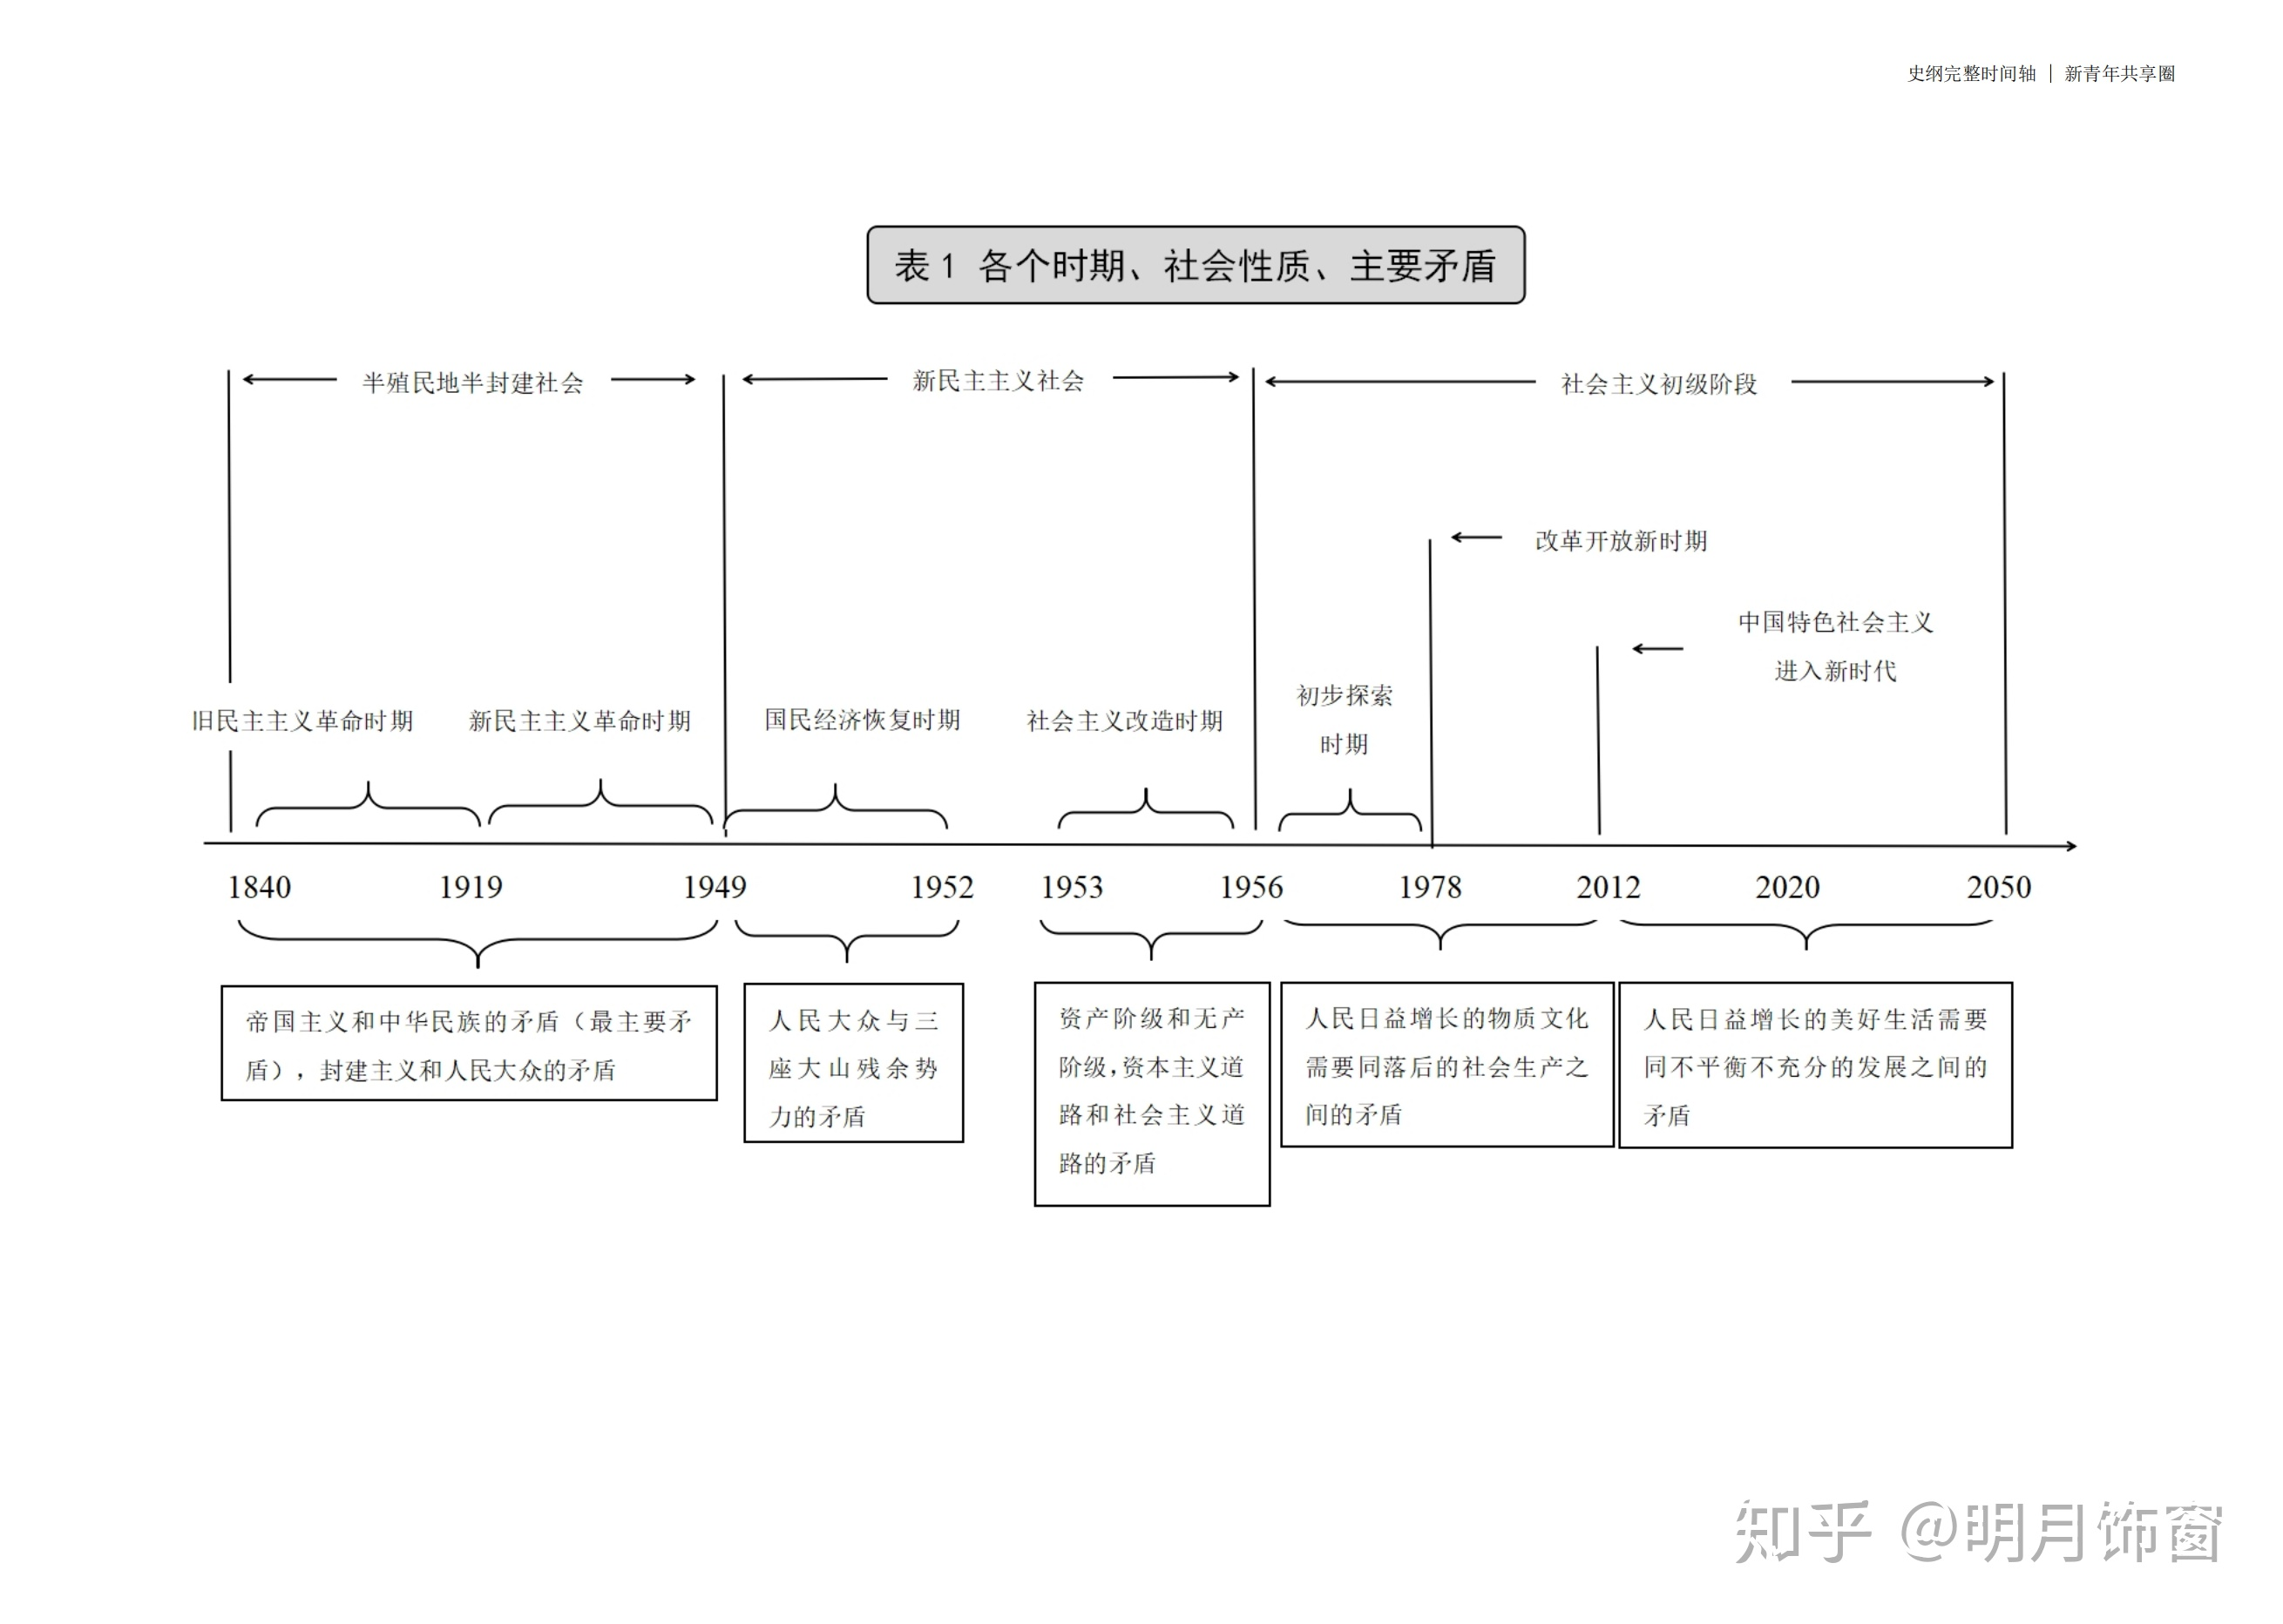 史纲完整时间轴 | 新青年共享圈
表 1 各个时期、社会性质、主要矛盾
半殖民地半封建社会
新民主主义社会
社会主义初级阶段
改革开放新时期
中国特色社会主义
进入新时代
旧民主主义革命时期
新民主主义革命时期
国民经济恢复时期
社会主义改造时期
初步探索
时期
1840
1919
1949
1952
1953
1956
1978
2012
2020
2050
帝国主义和中华民族的矛盾（最主要矛
盾），封建主义和人民大众的矛盾
人民大众与三
座大山残余势
力的矛盾
资产阶级和无产
阶级，资本主义道
路和社会主义道
路的矛盾
人民日益增长的物质文化
需要同落后的社会生产之
间的矛盾
人民日益增长的美好生活需要
同不平衡不充分的发展之间的
矛盾
知乎 @明月饰窗